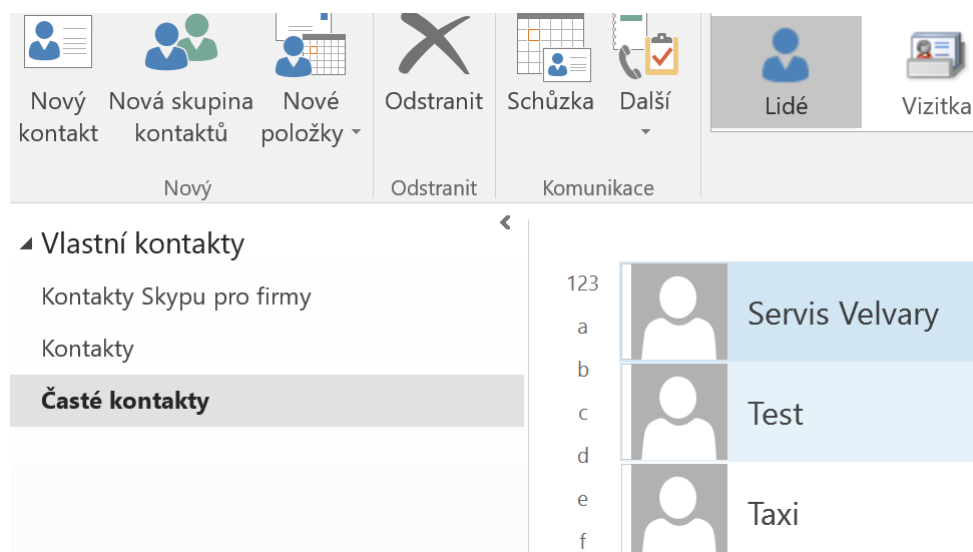 Nový kontakt
Nová skupina kontaktů
Nové položky
Odstranit
Schůzka
Další
Lidé
Vizitka
Nový
Odstranit
Komunikace
Vlastní kontakty
Kontakty Skypu pro firmy
Kontakty
Časté kontakty
123
a
b
c
d
e
f
Servis Velvary
Test
Taxi